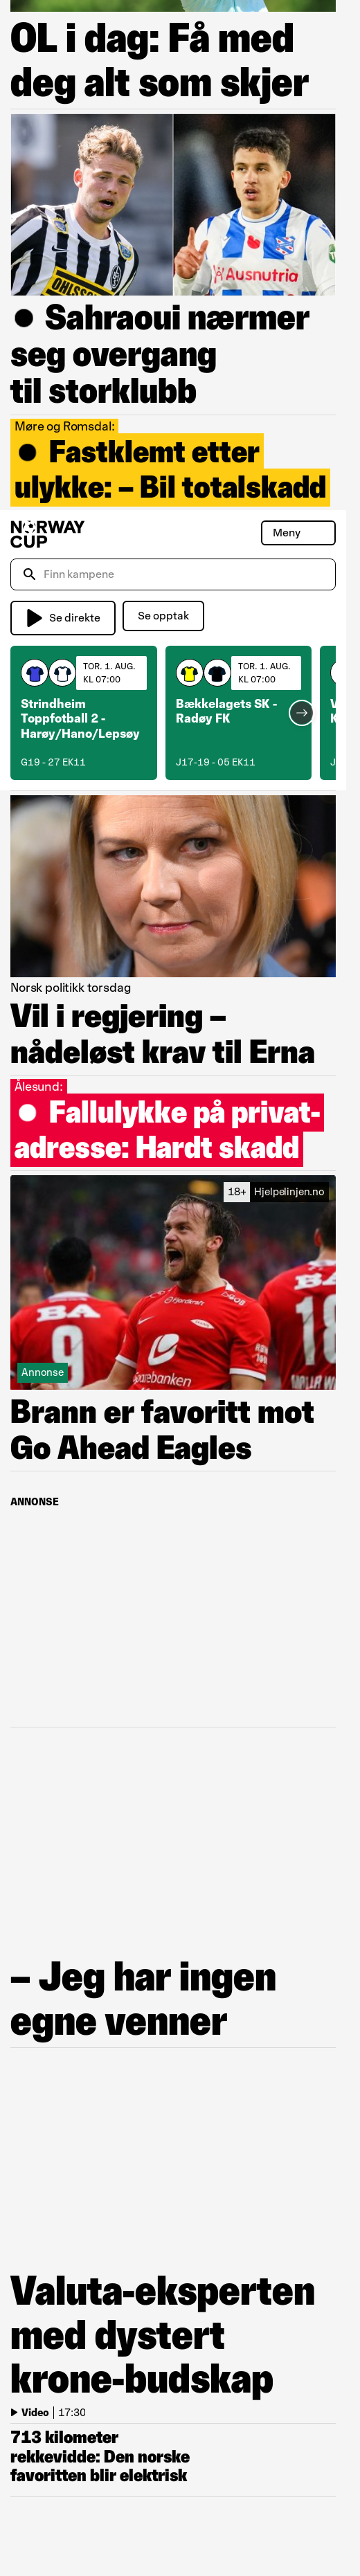 OL i dag: Få med
deg alt som skjer
OHLSSON
Ausnutria
Sahraoui nærmer
seg overgang
til storklubb
Møre og Romsdal:
Fastklemt etter
ulykke: – Bil totalskadd
NORWAY
CUP
Meny
Finn kampene
Se direkte
Se opptak
TOR. 1. AUG.
KL 07:00
Strindheim
Toppfotball 2 -
Harøy/Hano/Lepsøy
G19 - 27 EK11
TOR. 1. AUG.
KL 07:00
Bækkelagets SK -
Radøy FK
J17-19 - 05 EK11
Norsk politikk torsdag
Vil i regjering –
nådeløst krav til Erna
Ålesund:
Fallulykke på privat-
adresse: Hardt skadd
18+ Hjelpelinjen.no
BA
9
18
Annonse
Brann er favoritt mot
Go Ahead Eagles
ANNONSE
– Jeg har ingen
egne venner
Valuta-eksperten
med dystert
krone-budskap
Video | 17:30
713 kilometer
rekkevidde: Den norske
favoritten blir elektrisk